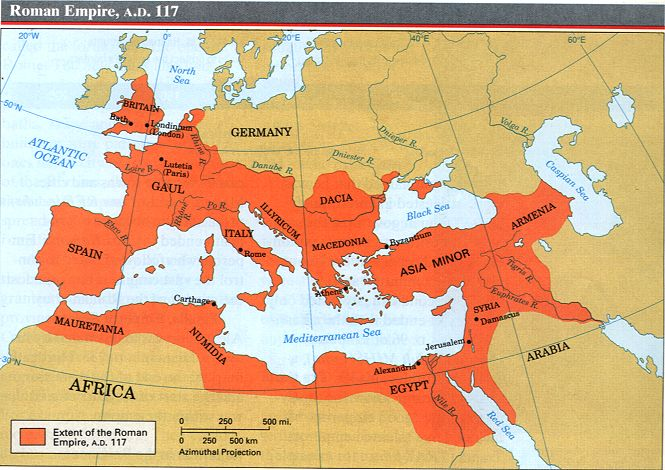 Roman Empire, A.D. 117
20°W
0°
20°E
40°E
60°E
50°N
30°N
North
Sea
ATLANTIC
OCEAN
BRITAIN
Bath
Londinium
(London)
GERMANY
Rhine R.
Lutetia
(Paris)
Loire R.
GAUL
Danube R.
Dniester R.
Dnieper R.
Volga R.
Caspian
Sea
Rhône
R.
Po R.
DACIA
Black Sea
ARMENIA
SPAIN
Ebro R.
ITALY
Rome
ILLYRICUM
MACEDONIA
Byzantium
ASIA MINOR
Athens
Tigris R.
Euphrates R.
Carthage
SYRIA
Damascus
MAURETANIA
NUMIDIA
Mediterranean Sea
Jerusalem
Alexandria
ARABIA
AFRICA
EGYPT
Nile R.
Red Sea
Extent of the Roman
Empire, A.D. 117
0 250 500 mi.
0 250 500 km
Azimuthal Projection